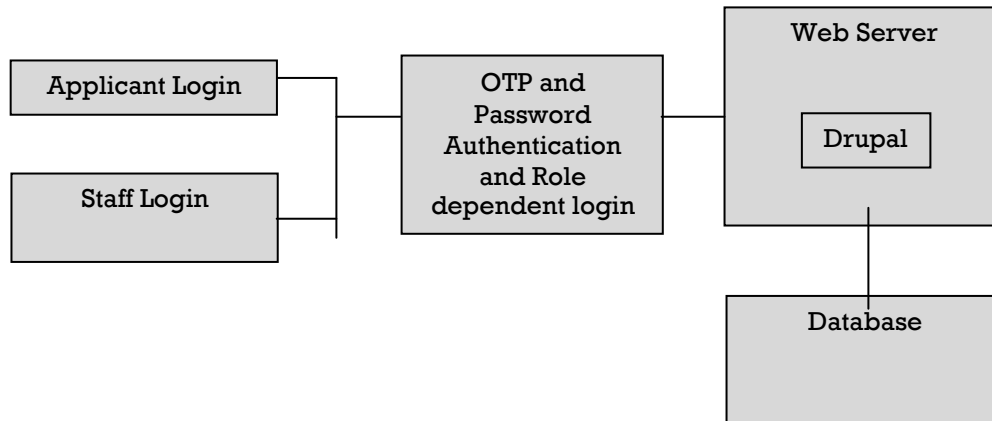 Applicant Login
Staff Login
OTP and
Password
Authentication
and Role
dependent login
Web Server
Drupal
Database